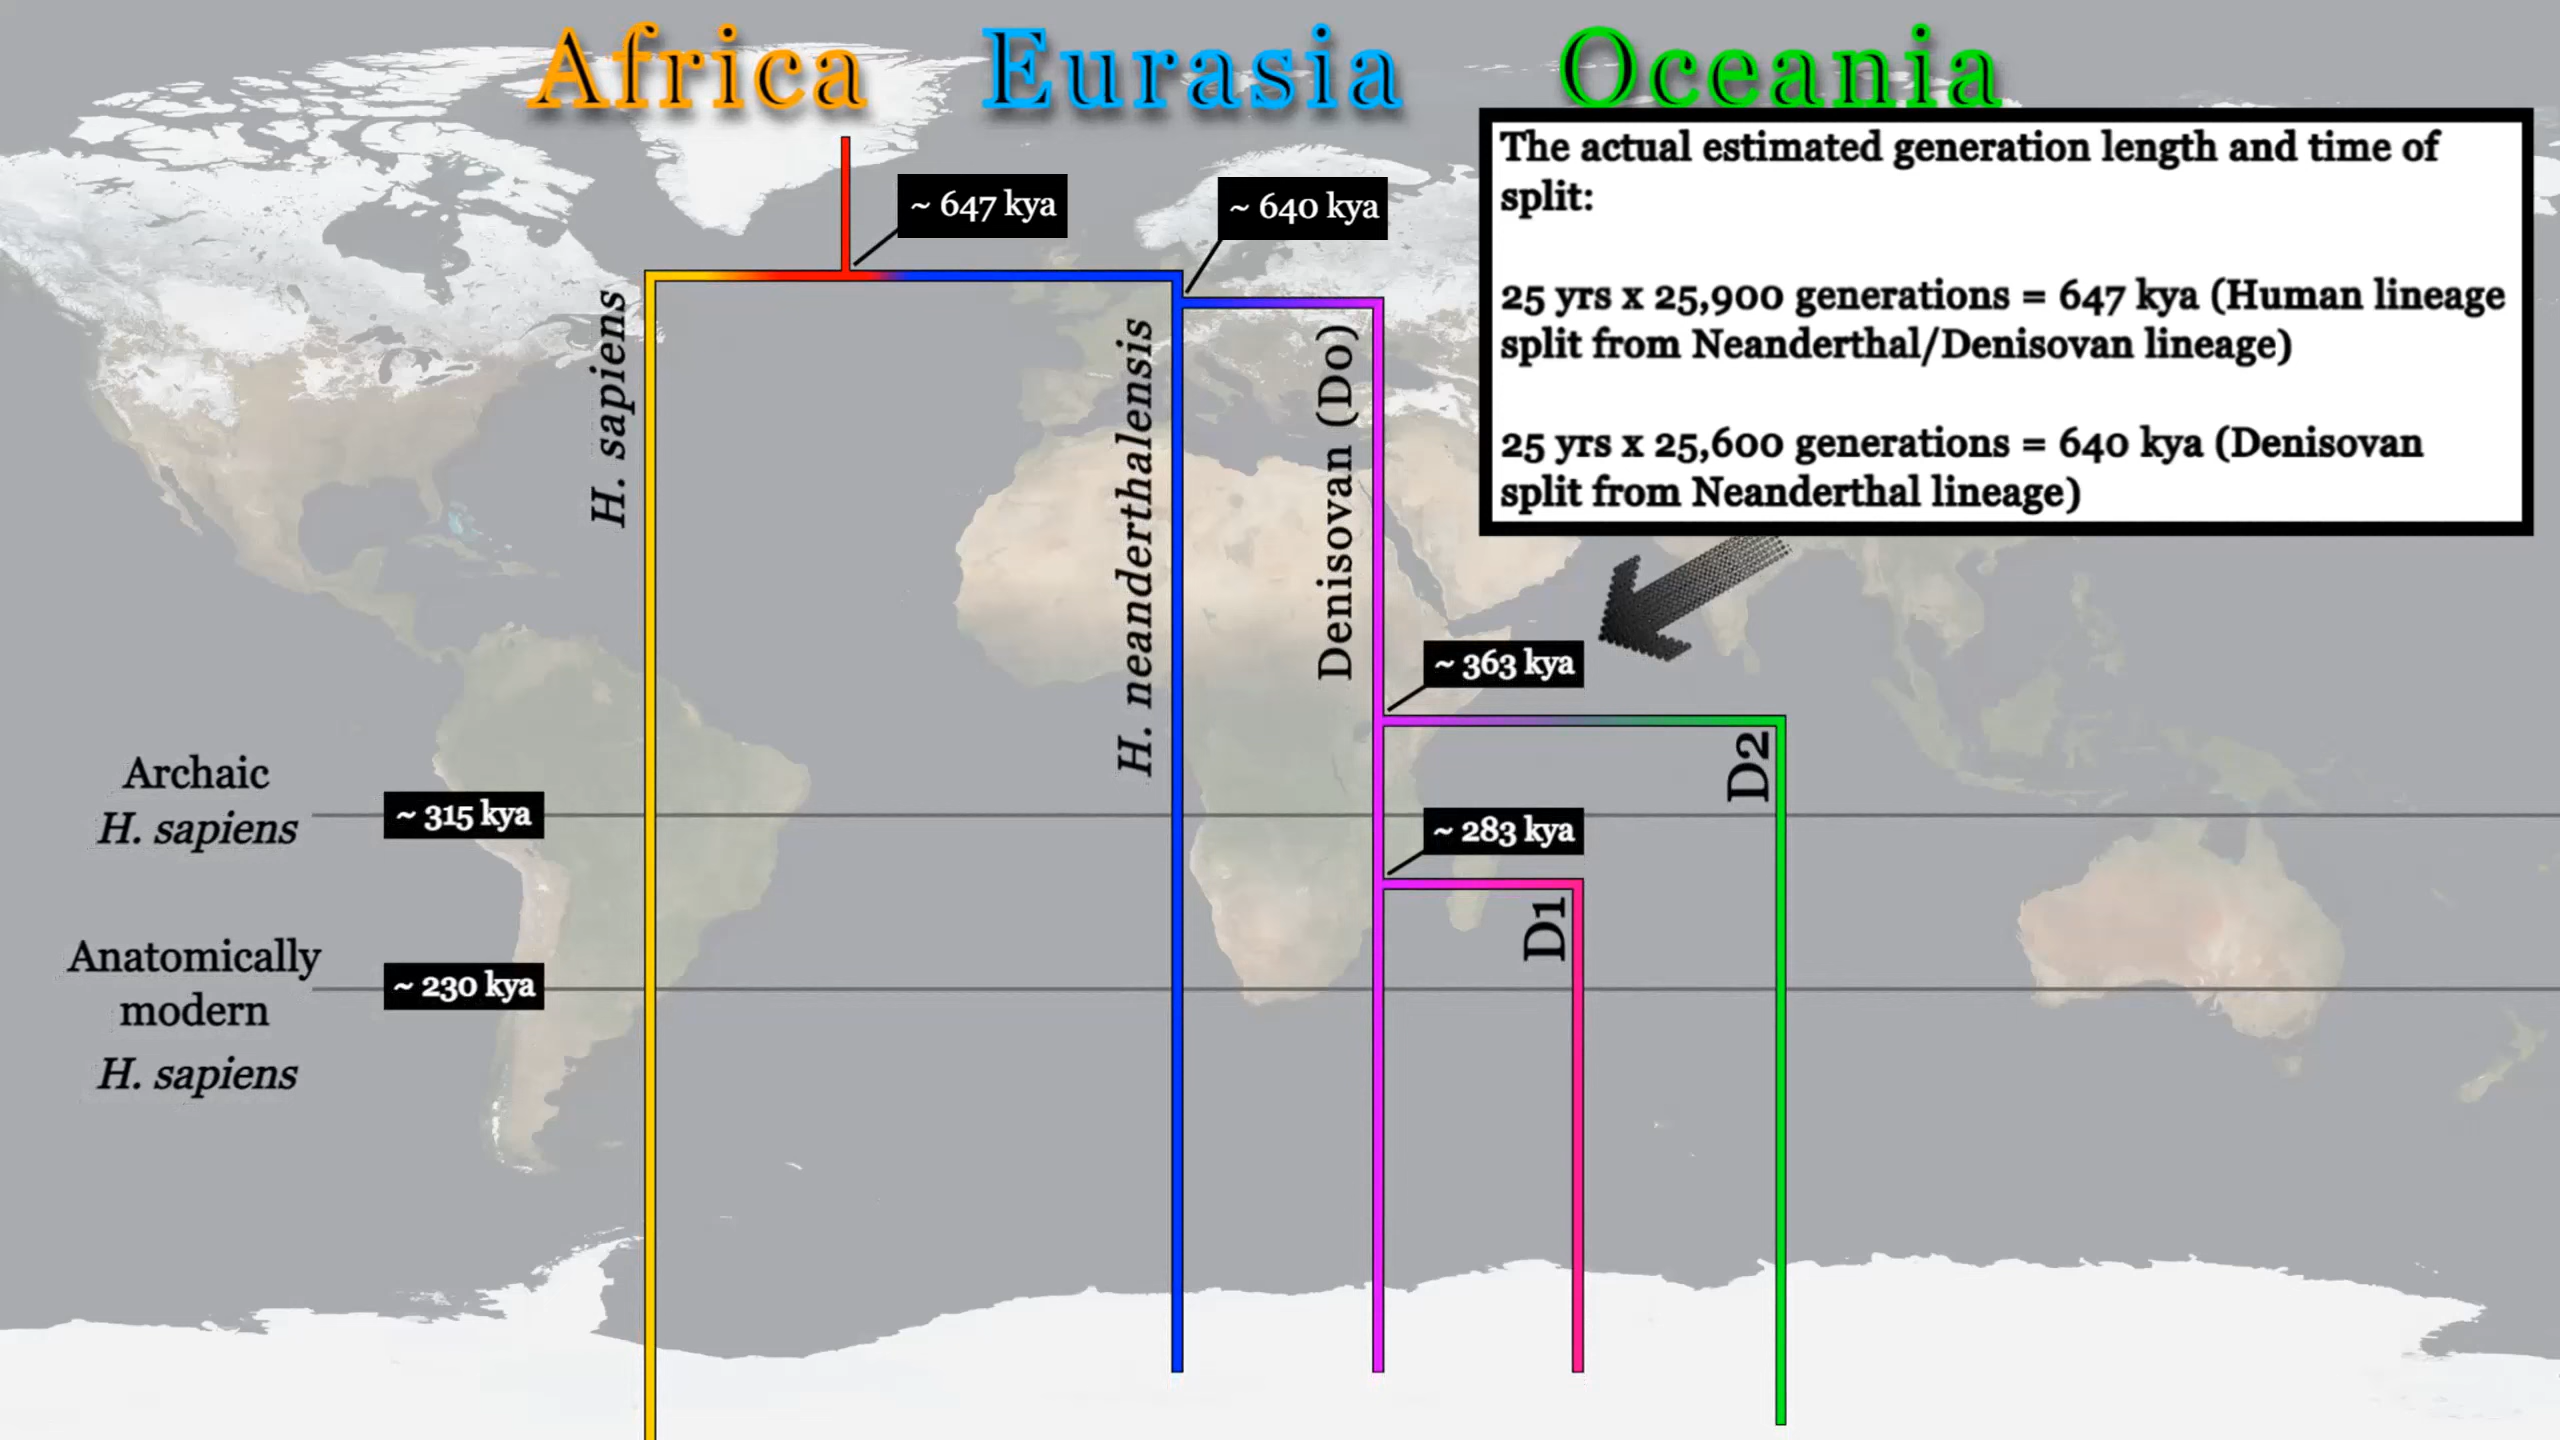 Africa Eurasia Oceania
The actual estimated generation length and time of
split:
25 yrs x 25,900 generations = 647 kya (Human lineage
split from Neanderthal/Denisovan lineage)
25 yrs x 25,600 generations = 640 kya (Denisovan
split from Neanderthal lineage)
~ 647 kya
~ 640 kya
H. sapiens
H. neanderthalensis
Denisovan (D0)
~ 363 kya
D2
Archaic
H. sapiens
~ 315 kya
~ 283 kya
D1
Anatomically
modern
H. sapiens
~ 230 kya